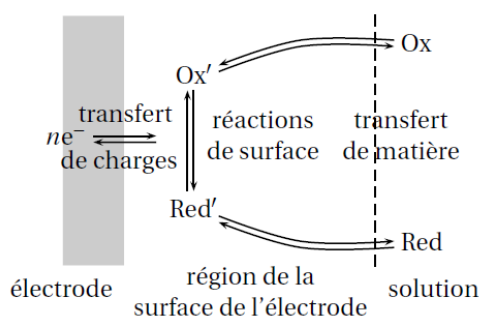 Ox
Ox′
transfert
réactions
transfert
ne⁻
de charges
de surface
de matière
Red′
Red
électrode
région de la
surface de l'électrode
solution